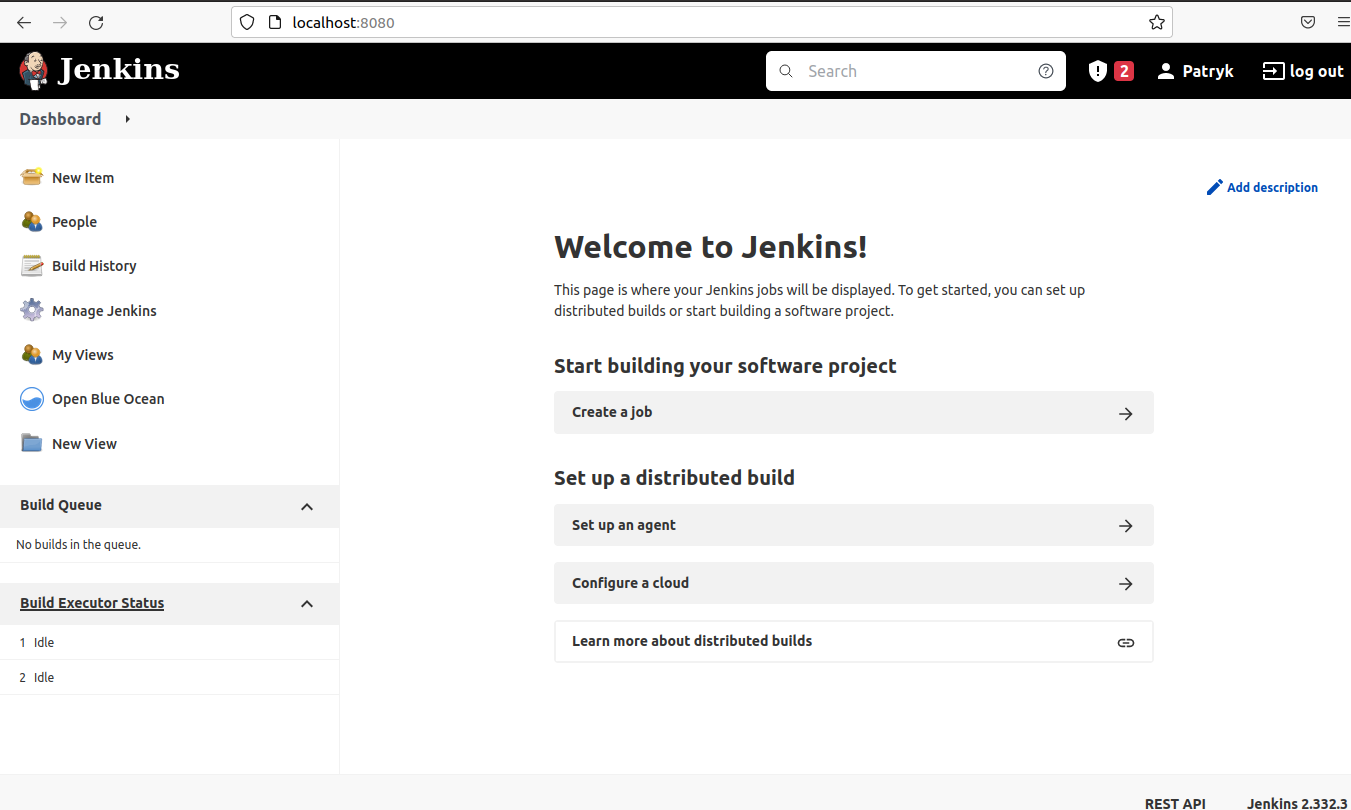 localhost:8080
Jenkins
Search
2
Patryk
log out
Dashboard
New Item
People
Build History
Manage Jenkins
My Views
Open Blue Ocean
New View
Build Queue
No builds in the queue.
Build Executor Status
1 Idle
2 Idle
Add description
Welcome to Jenkins!
This page is where your Jenkins jobs will be displayed. To get started, you can set up
distributed builds or start building a software project.
Start building your software project
Create a job
Set up a distributed build
Set up an agent
Configure a cloud
Learn more about distributed builds
REST API
Jenkins 2.332.3